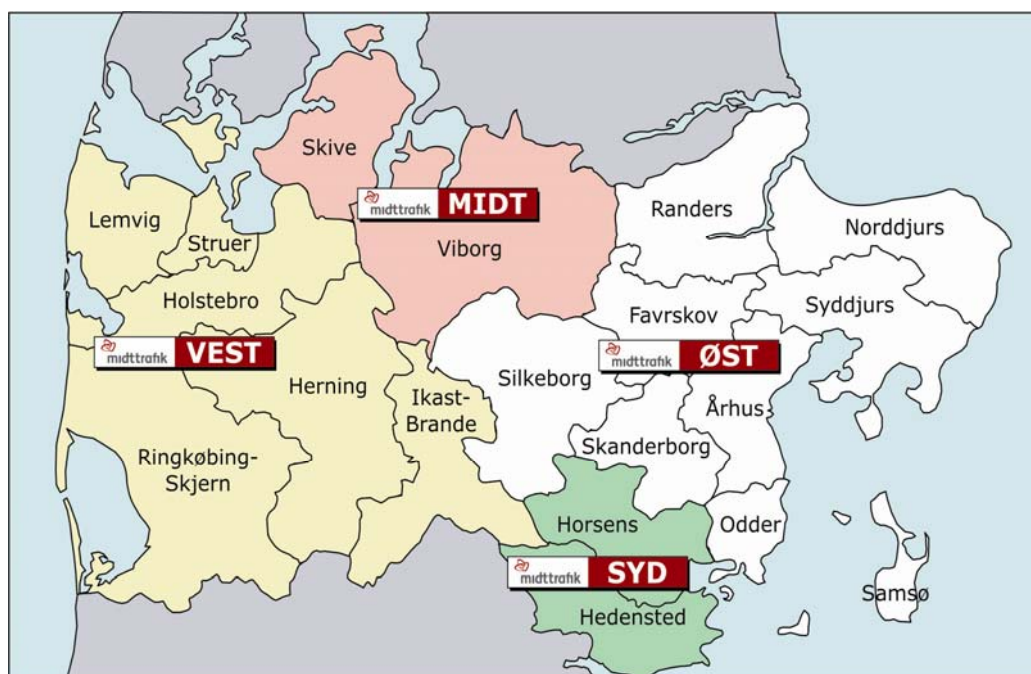 Skive
midttrafik MIDT
Lemvig
Struer
Viborg
Randers
Norddjurs
Holstebro
Favrskov
Syddjurs
midttrafik VEST
midttrafik ØST
Herning
Ikast-
Brande
Silkeborg
Århus
Ringkøbing-
Skjern
Skanderborg
Horsens
Odder
midttrafik SYD
Samsø
Hedensted